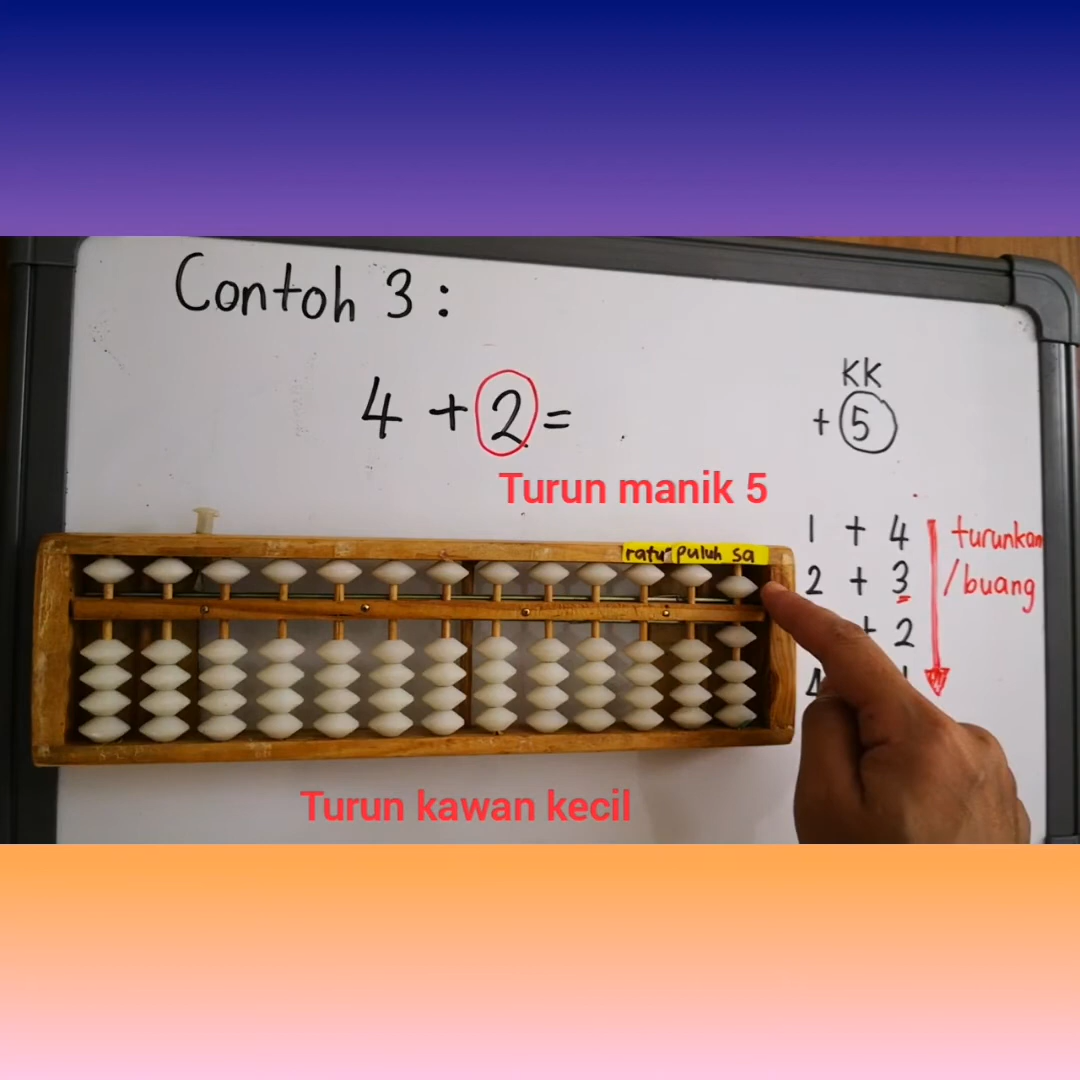 Contoh 3 :
4 + 2 =
KK
+ 5
Turun manik 5
1 + 4
2 + 3
+ 2
turunkan
/ buang
puluh sa
Turun kawan kecil